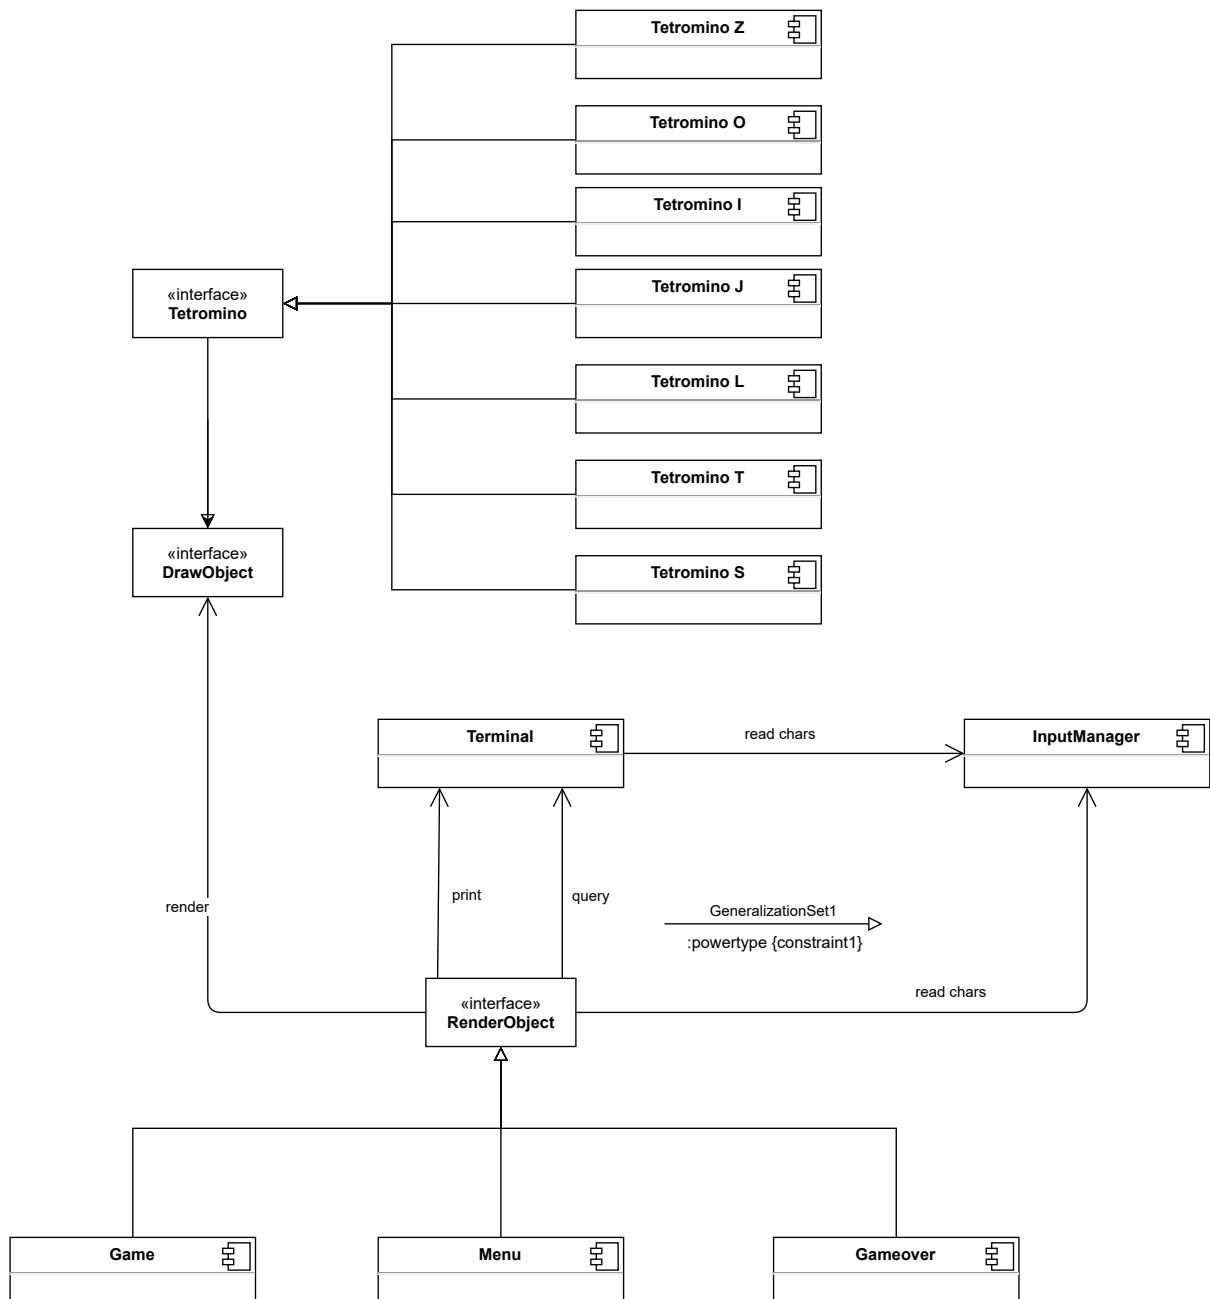 Tetromino Z
Tetromino O
Tetromino I
«interface»
Tetromino
Tetromino J
Tetromino L
Tetromino T
«interface»
DrawObject
Tetromino S
Terminal
read chars
InputManager
print
query
render
GeneralizationSet1
:powertype {constraint1}
read chars
«interface»
RenderObject
Game
Menu
Gameover